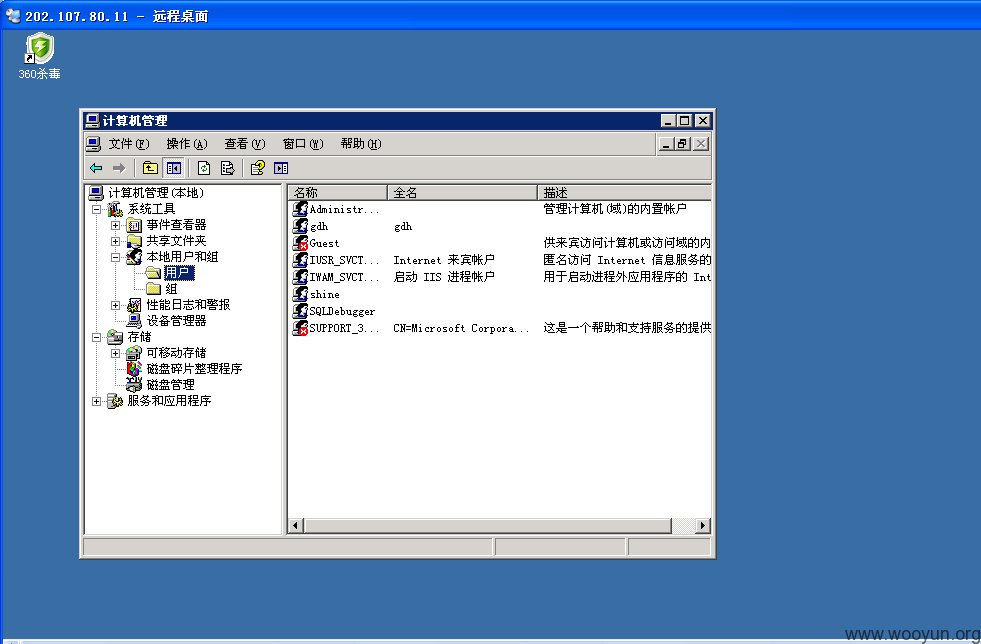 202.107.80.11 - 远程桌面
360杀毒
计算机管理
文件(F) 操作(A) 查看(V) 窗口(W) 帮助(H)
计算机管理(本地)
系统工具
事件查看器
共享文件夹
本地用户和组
用户
组
性能日志和警报
设备管理器
存储
可移动存储
磁盘碎片整理程序
磁盘管理
服务和应用程序
名称 全名 描述
Administr... 管理计算机(域)的内置帐户
gdh gdh
Guest 供来宾访问计算机或访问域的内
IUSR_SVCT... Internet 来宾帐户 匿名访问 Internet 信息服务的
IWAM_SVCT... 启动 IIS 进程帐户 用于启动进程外应用程序的 Int
shine
SQLDebugger
SUPPORT_3... CN=Microsoft Corpora... 这是一个帮助和支持服务的提供
www.wooyun.org